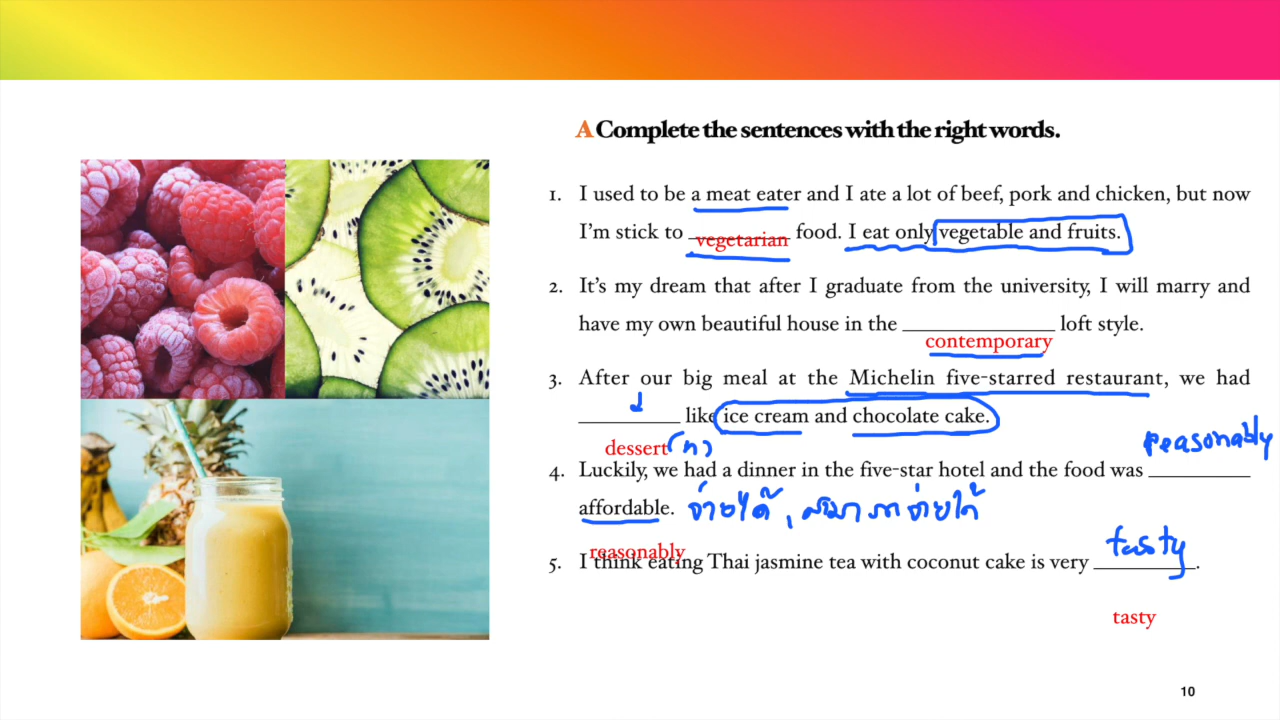 A Complete the sentences with the right words.
1. I used to be a meat eater and I ate a lot of beef, pork and chicken, but now
I'm stick to vegetarian food. I eat only vegetable and fruits.
2. It's my dream that after I graduate from the university, I will marry and
have my own beautiful house in the ____________ loft style.
contemporary
3. After our big meal at the Michelin five-starred restaurant, we had
________ like ice cream and chocolate cake.
dessert (n)
reasonably
4. Luckily, we had a dinner in the five-star hotel and the food was ________
affordable. จ่ายได้, สามารถจ่ายได้
reasonably
tasty
5. I think eating Thai jasmine tea with coconut cake is very ________.
tasty
10